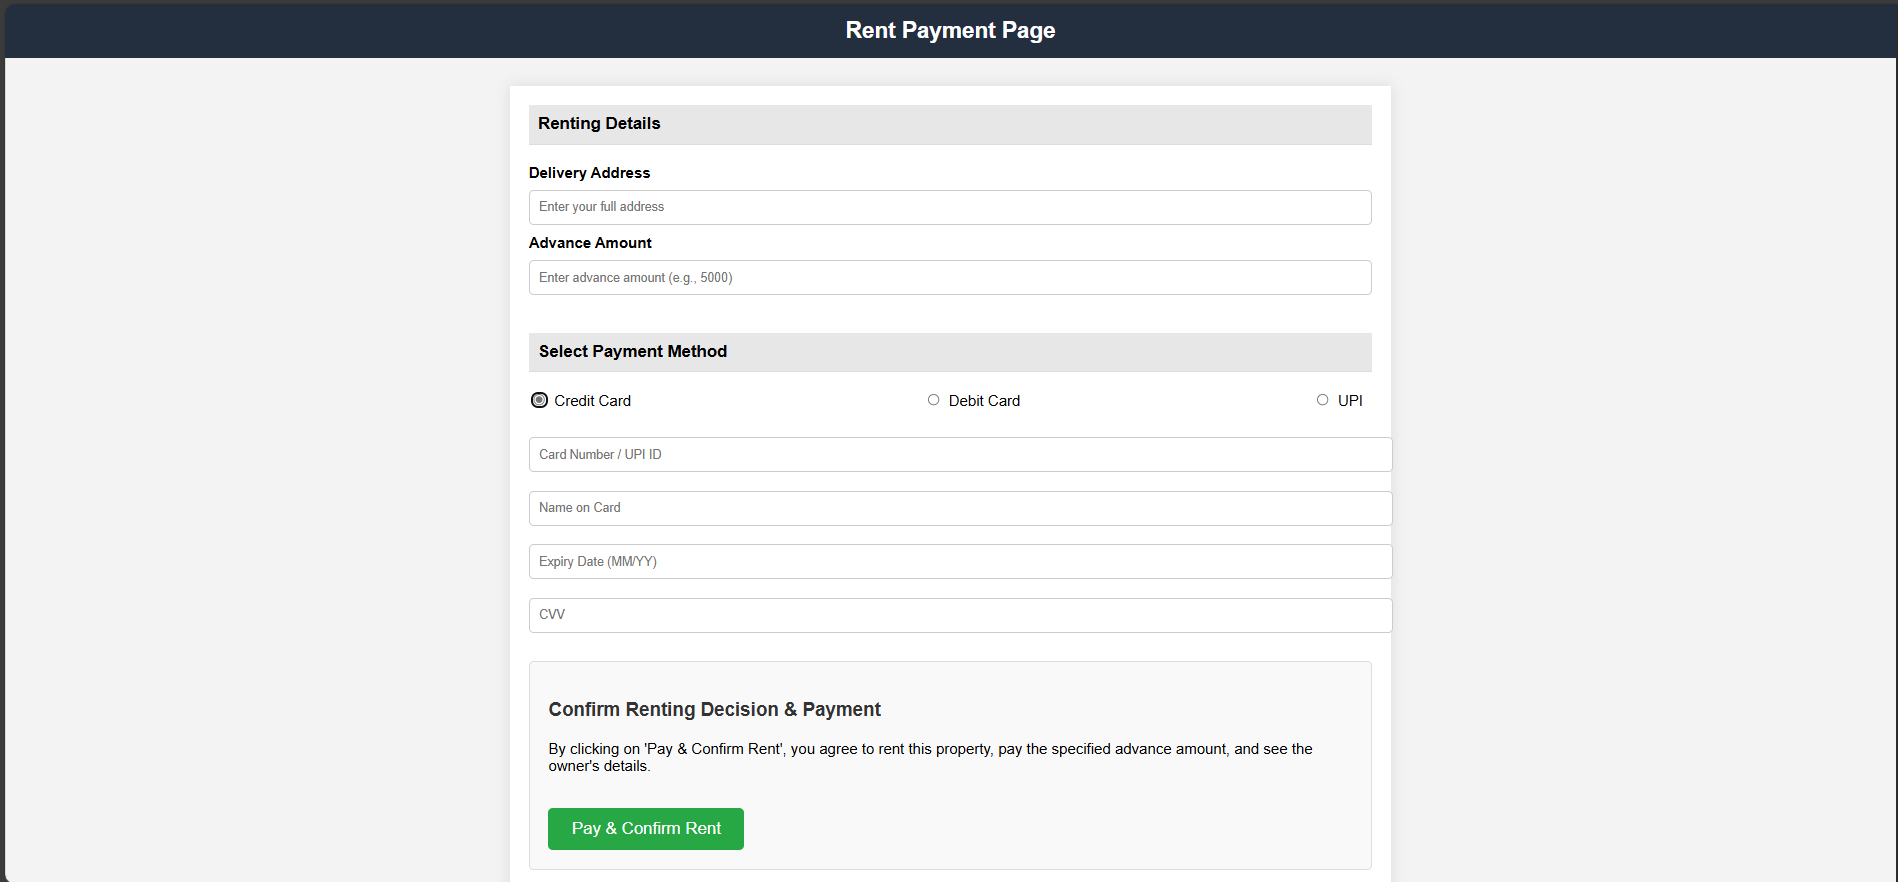 Rent Payment Page
Renting Details
Delivery Address
Enter your full address
Advance Amount
Enter advance amount (e.g., 5000)
Select Payment Method
Credit Card
Debit Card
UPI
Card Number / UPI ID
Name on Card
Expiry Date (MM/YY)
CVV
Confirm Renting Decision & Payment
By clicking on 'Pay & Confirm Rent', you agree to rent this property, pay the specified advance amount, and see the
owner's details.
Pay & Confirm Rent